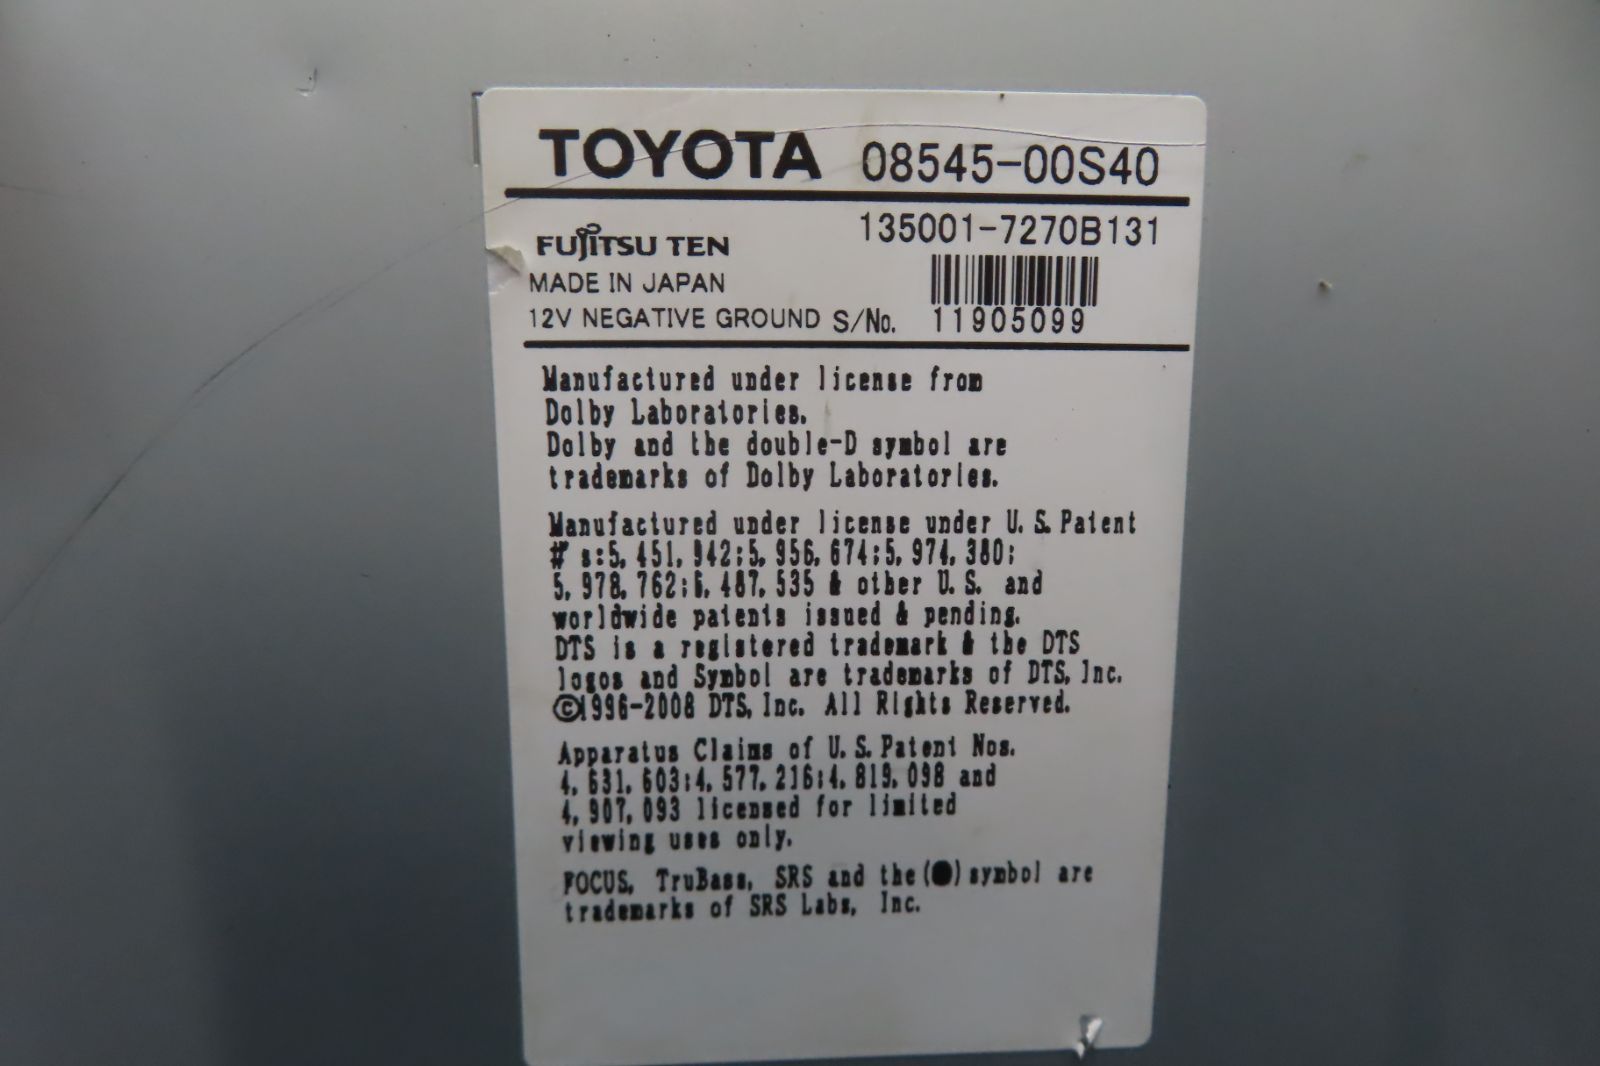 TOYOTA 08545-00S40
FUJITSU TEN 135001-7270B131
MADE IN JAPAN
12V NEGATIVE GROUND S/No. 11905099
Manufactured under license from
Dolby Laboratories.
Dolby and the double-D symbol are
trademarks of Dolby Laboratories.
Manufactured under license under U.S.Patent
#'s:5,451,942;5,956,674;5,974,380;
5,978,762;6,487,535 & other U.S. and
worldwide patents issued & pending.
DTS is a registered trademark & the DTS
logos and Symbol are trademarks of DTS, Inc.
©1996-2008 DTS, Inc. All Rights Reserved.
Apparatus Claims of U.S.Patent Nos.
4,631,603;4,577,216;4,819,098 and
4,907,093 licensed for limited
viewing uses only.
FOCUS, TruBass, SRS and the (●) symbol are
trademarks of SRS Labs, Inc.